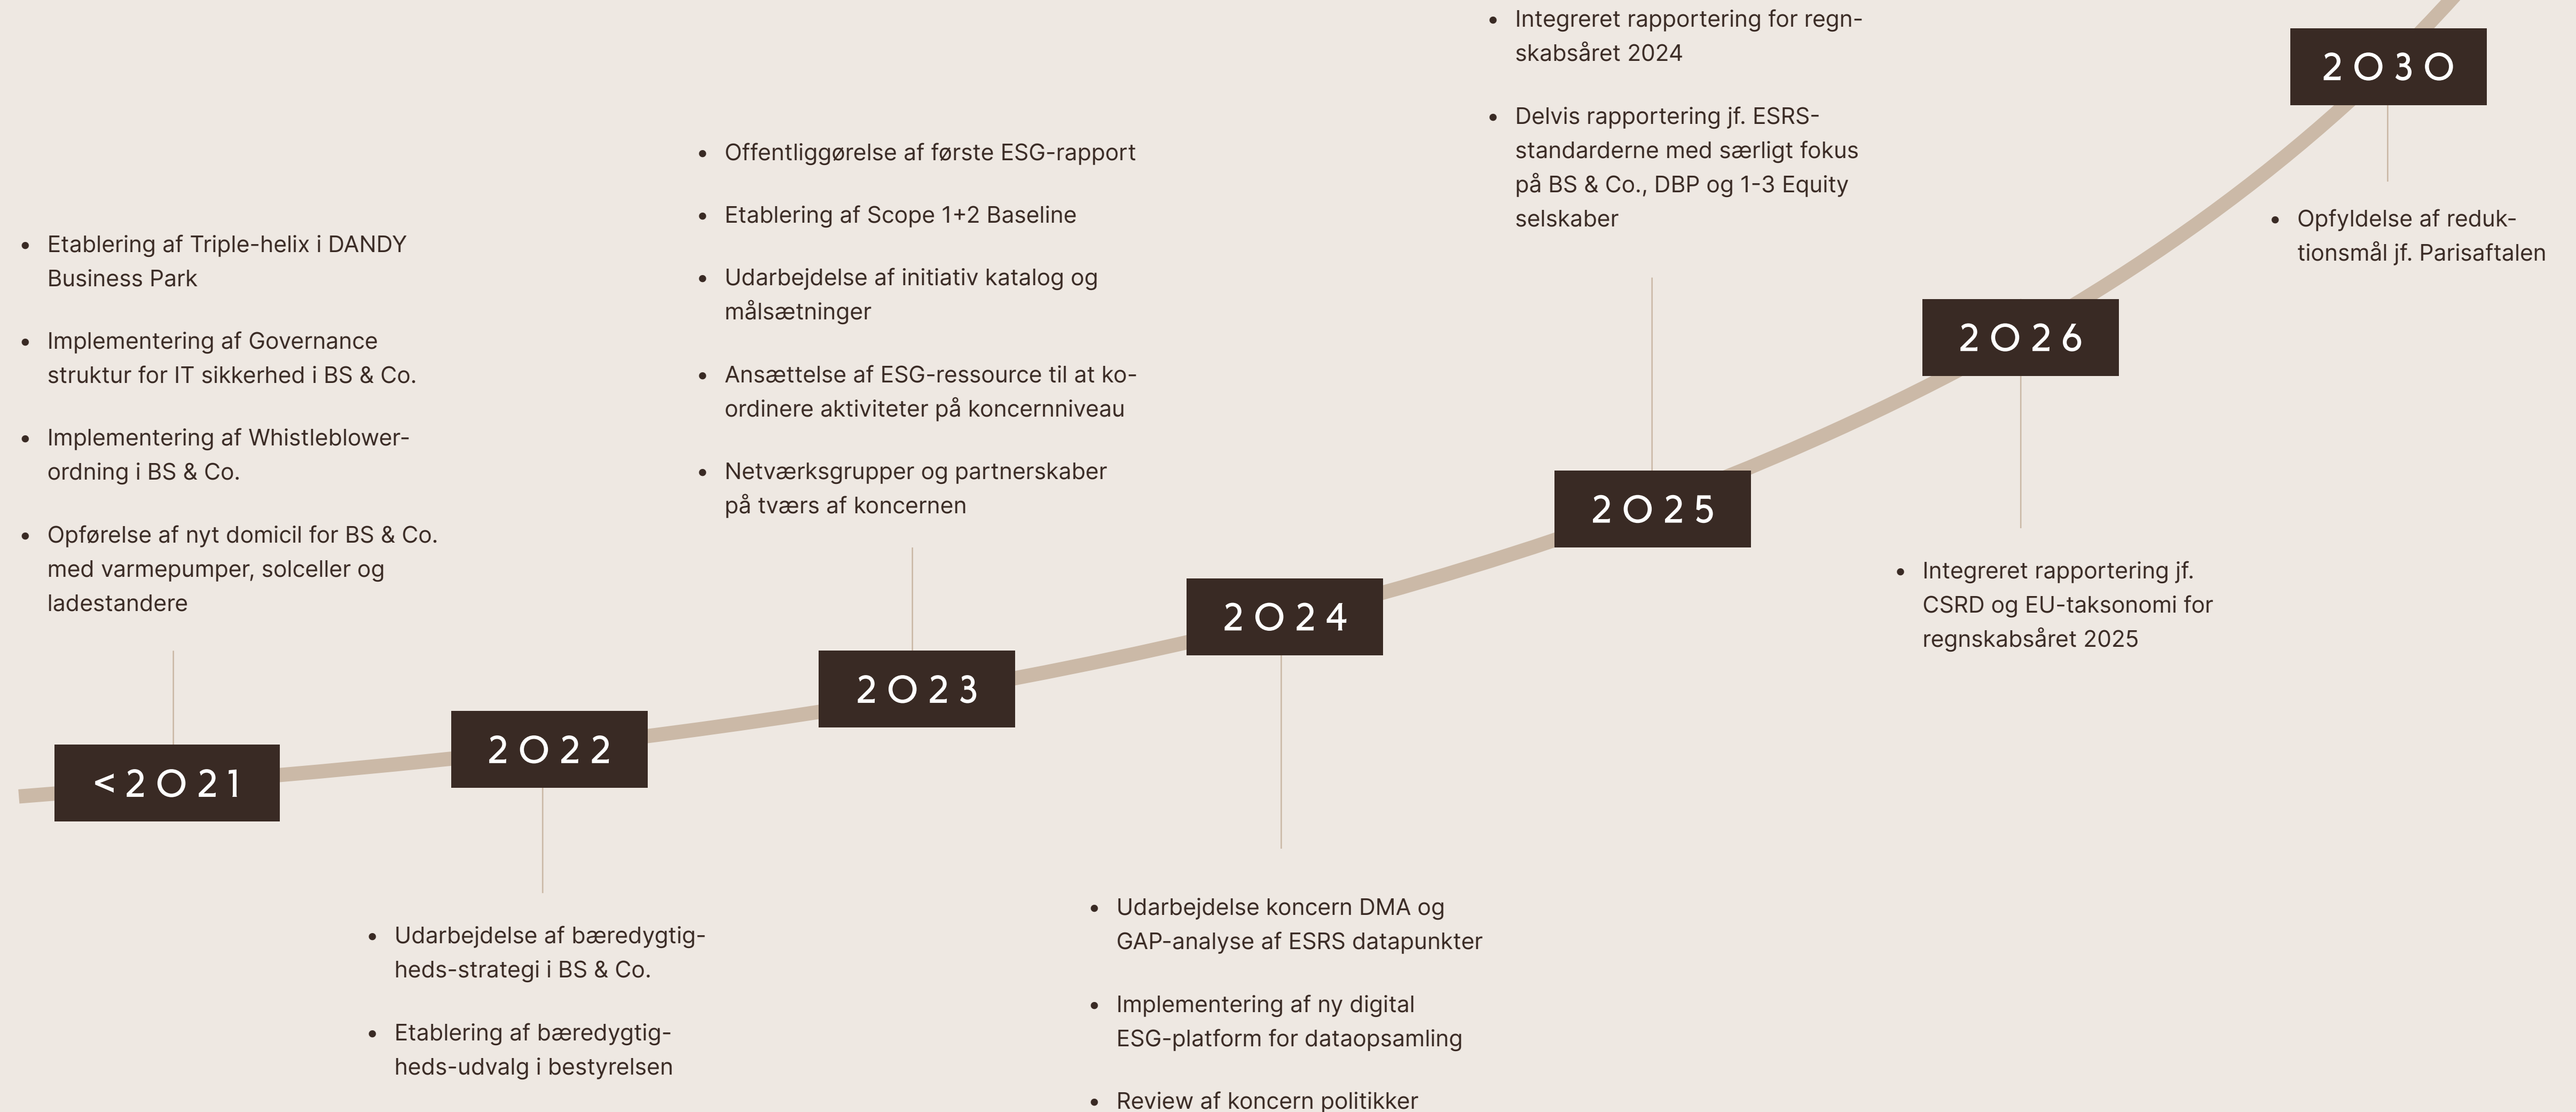 <2021
• Etablering af Triple-helix i DANDY
Business Park
• Implementering af Governance
struktur for IT sikkerhed i BS & Co.
• Implementering af Whistleblower-
ordning i BS & Co.
• Opførelse af nyt domicil for BS & Co.
med varmepumper, solceller og
ladestandere
2022
• Udarbejdelse af bæredygtig-
heds-strategi i BS & Co.
• Etablering af bæredygtig-
heds-udvalg i bestyrelsen
2023
• Offentliggørelse af første ESG-rapport
• Etablering af Scope 1+2 Baseline
• Udarbejdelse af initiativ katalog og
målsætninger
• Ansættelse af ESG-ressource til at ko-
ordinere aktiviteter på koncernniveau
• Netværksgrupper og partnerskaber
på tværs af koncernen
2024
• Udarbejdelse koncern DMA og
GAP-analyse af ESRS datapunkter
• Implementering af ny digital
ESG-platform for dataopsamling
• Review af koncern politikker
2025
• Integreret rapportering for regn-
skabsåret 2024
• Delvis rapportering jf. ESRS-
standarderne med særligt fokus
på BS & Co., DBP og 1-3 Equity
selskaber
2026
• Integreret rapportering jf.
CSRD og EU-taksonomi for
regnskabsåret 2025
2030
• Opfyldelse af reduk-
tionsmål jf. Parisaftalen